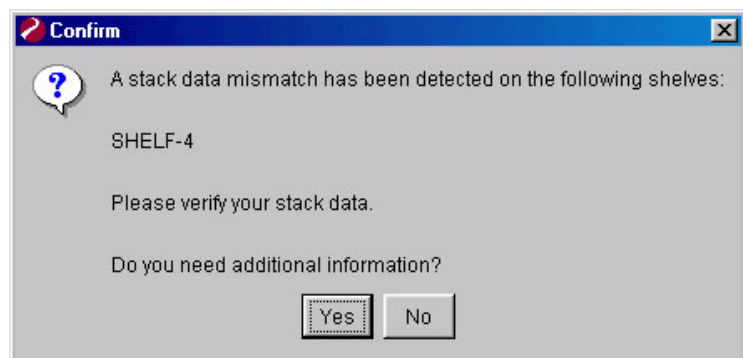 Confirm
A stack data mismatch has been detected on the following shelves:
SHELF-4
Please verify your stack data.
Do you need additional information?
Yes No